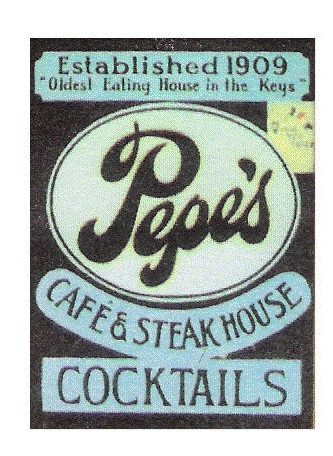 Established 1909
"Oldest Eating House in the Keys"
Pepe's
CAFÉ & STEAK HOUSE
COCKTAILS